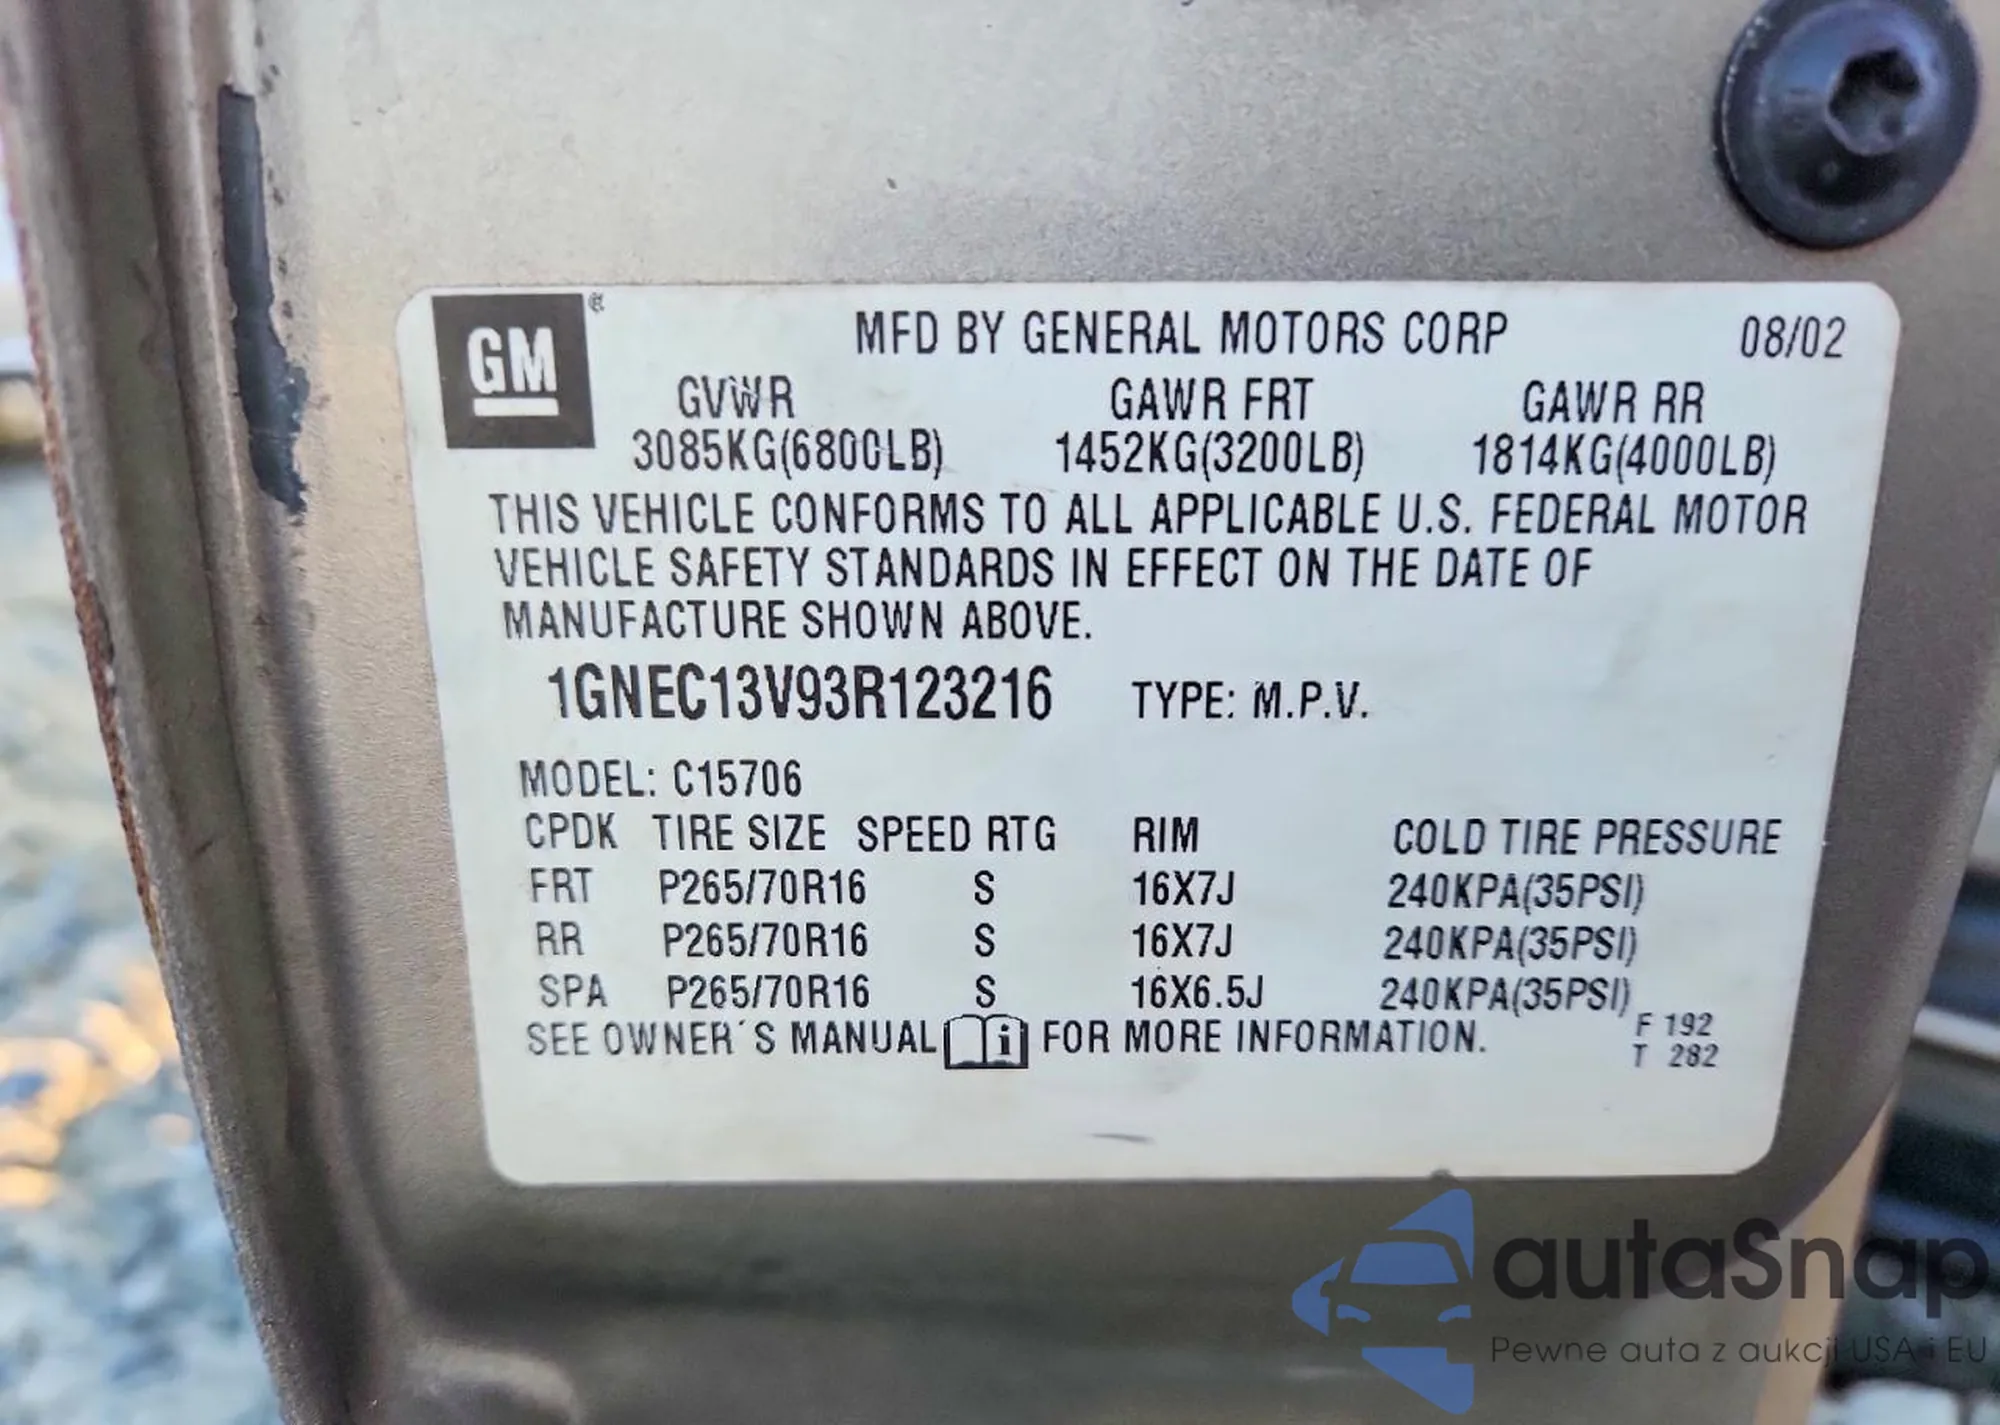 GM ®
MFD BY GENERAL MOTORS CORP 08/02
GVWR GAWR FRT GAWR RR
3085KG(6800LB) 1452KG(3200LB) 1814KG(4000LB)
THIS VEHICLE CONFORMS TO ALL APPLICABLE U.S. FEDERAL MOTOR
VEHICLE SAFETY STANDARDS IN EFFECT ON THE DATE OF
MANUFACTURE SHOWN ABOVE.
1GNEC13V93R123216 TYPE: M.P.V.
MODEL: C15706
CPDK TIRE SIZE SPEED RTG RIM COLD TIRE PRESSURE
FRT P265/70R16 S 16X7J 240KPA(35PSI)
RR P265/70R16 S 16X7J 240KPA(35PSI)
SPA P265/70R16 S 16X6.5J 240KPA(35PSI)
SEE OWNER´S MANUAL i FOR MORE INFORMATION.
F 192
T 282
autaSnap
Pewne auta z aukcji USA i EU